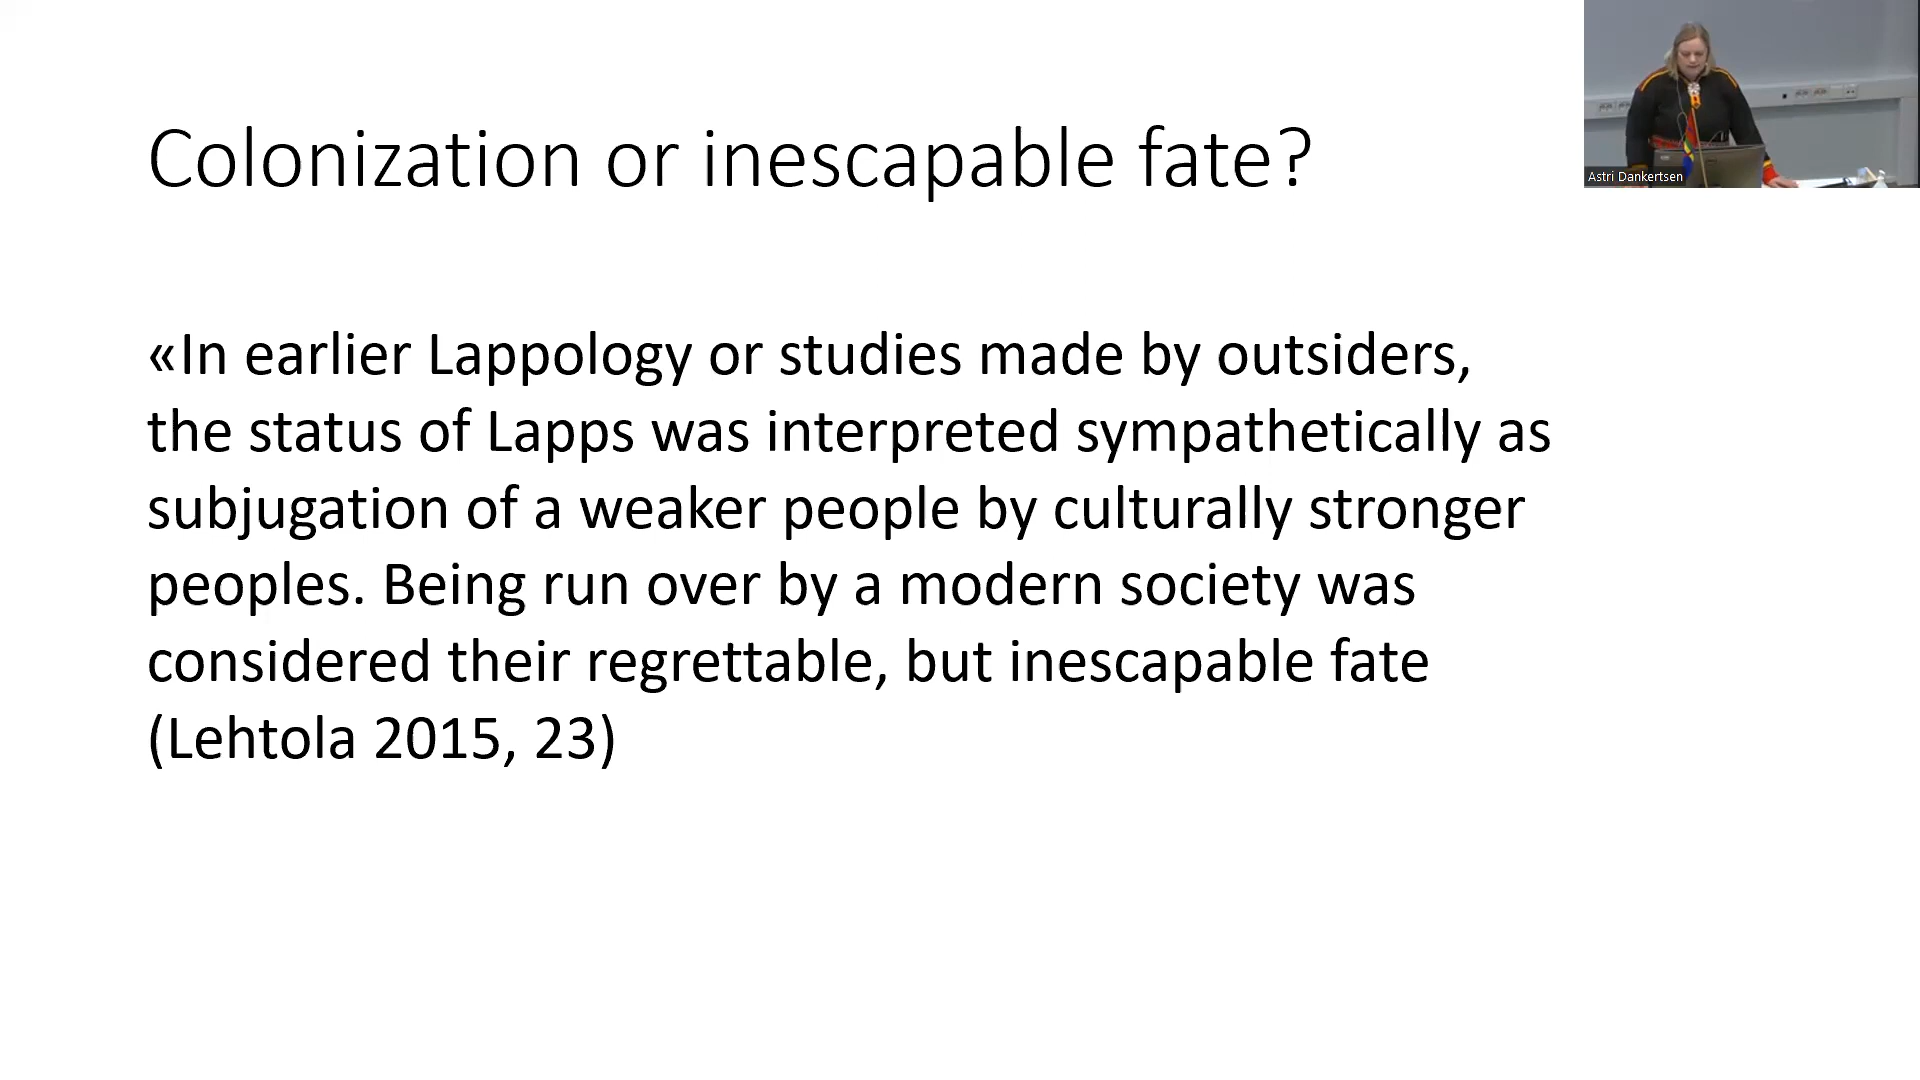 Colonization or inescapable fate?
Astri Dankertsen
«In earlier Lappology or studies made by outsiders,
the status of Lapps was interpreted sympathetically as
subjugation of a weaker people by culturally stronger
peoples. Being run over by a modern society was
considered their regrettable, but inescapable fate
(Lehtola 2015, 23)